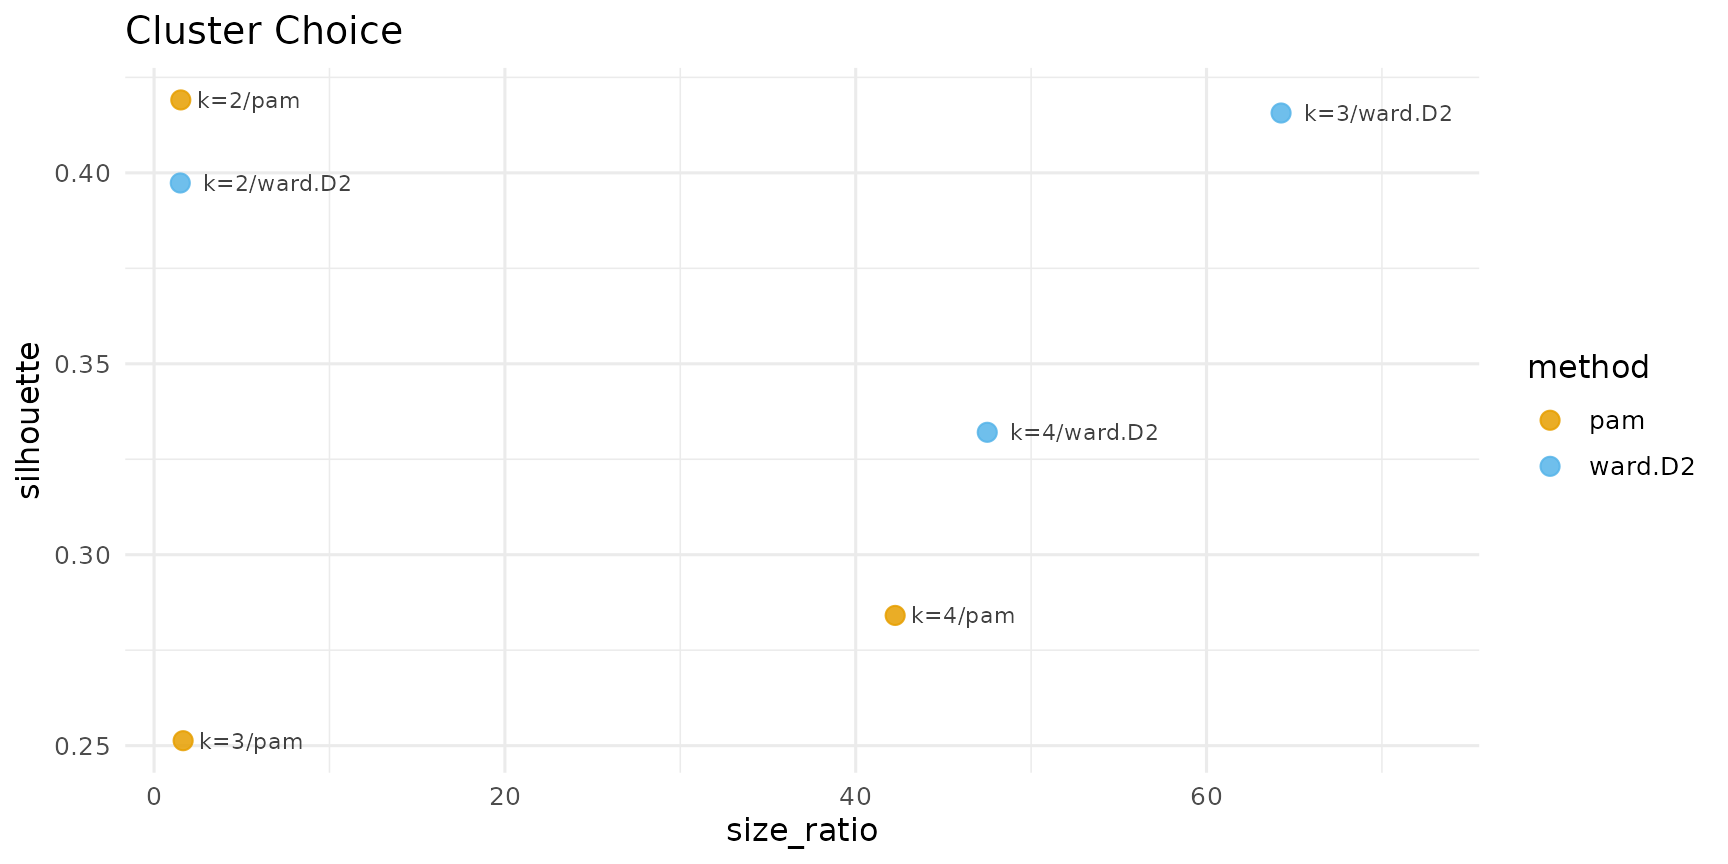 Cluster Choice
k=2/pam
k=3/ward.D2
0.40
k=2/ward.D2
0.35
method
pam
silhouette
k=4/ward.D2
ward.D2
0.30
k=4/pam
k=3/pam
0.25
0
20
40
60
size_ratio